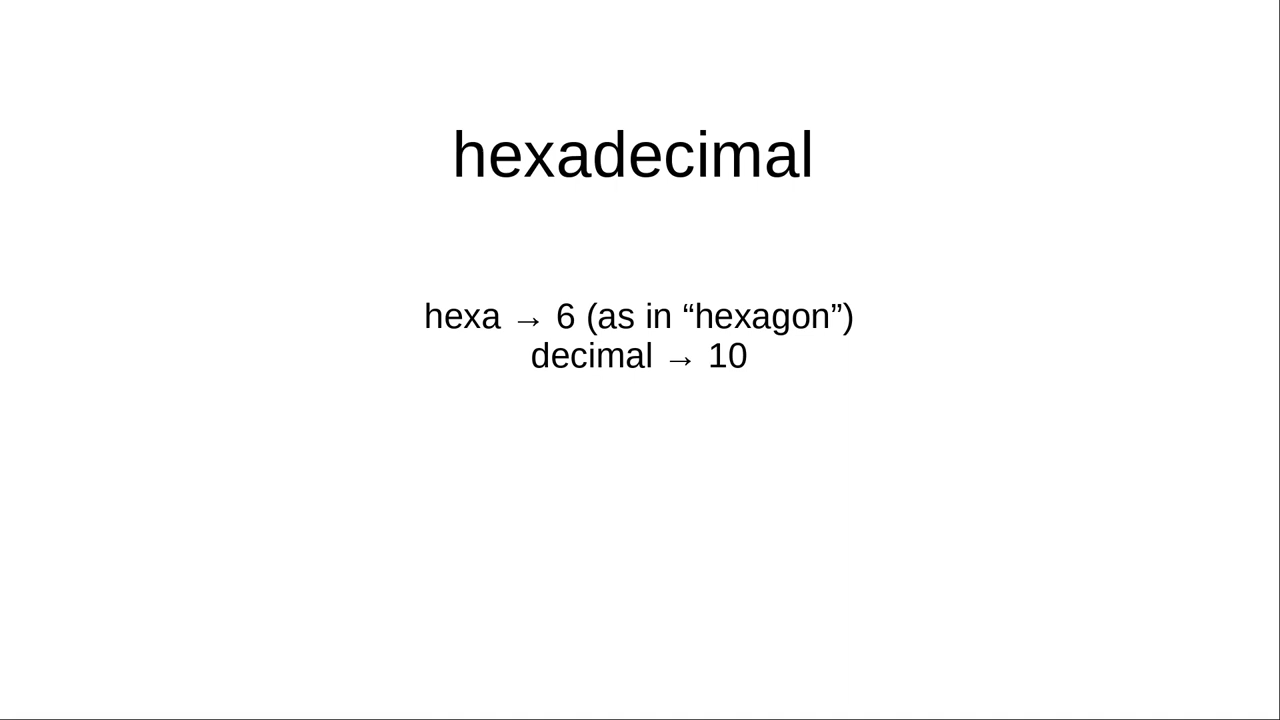 hexadecimal
hexa → 6 (as in “hexagon”)
decimal → 10